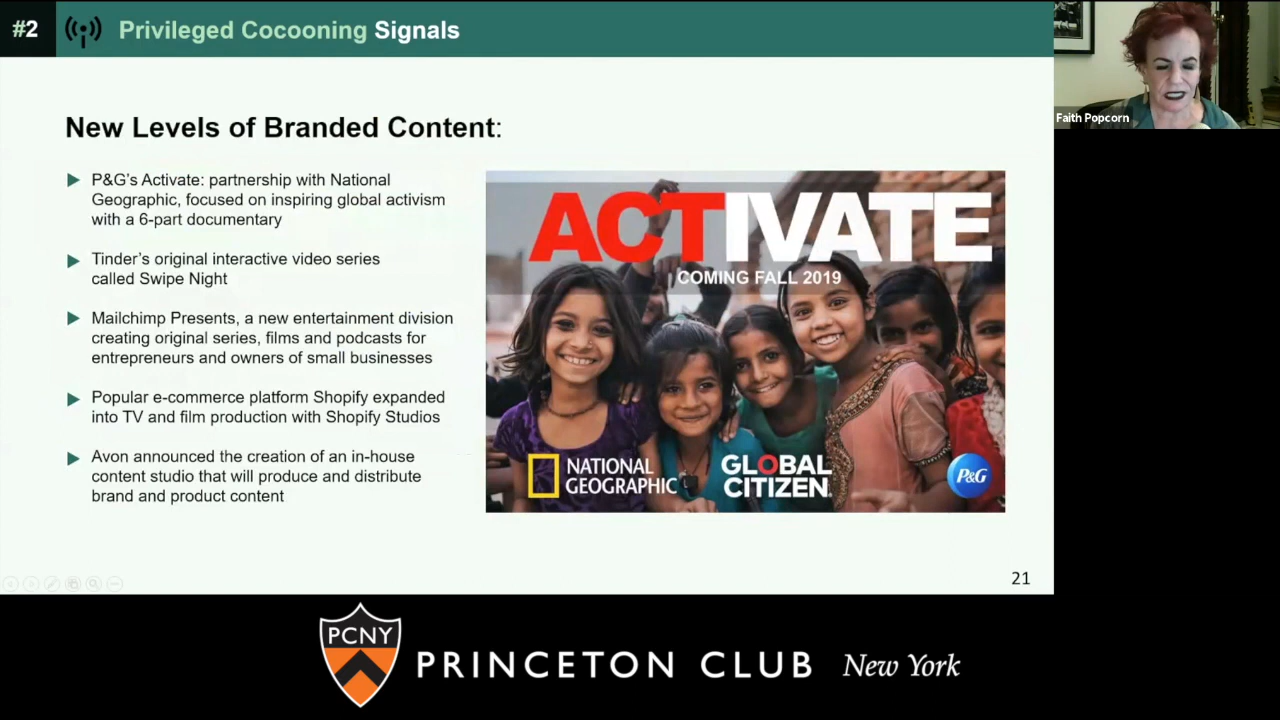 #2
Privileged Cocooning Signals
Faith Popcorn
New Levels of Branded Content:
P&G’s Activate: partnership with National
Geographic, focused on inspiring global activism
with a 6-part documentary
Tinder’s original interactive video series
called Swipe Night
Mailchimp Presents, a new entertainment division
creating original series, films and podcasts for
entrepreneurs and owners of small businesses
Popular e-commerce platform Shopify expanded
into TV and film production with Shopify Studios
Avon announced the creation of an in-house
content studio that will produce and distribute
brand and product content
ACTIVATE
COMING FALL 2019
NATIONAL
GEOGRAPHIC
GLOBAL
CITIZEN
P&G
21
PCNY
PRINCETON CLUB New York